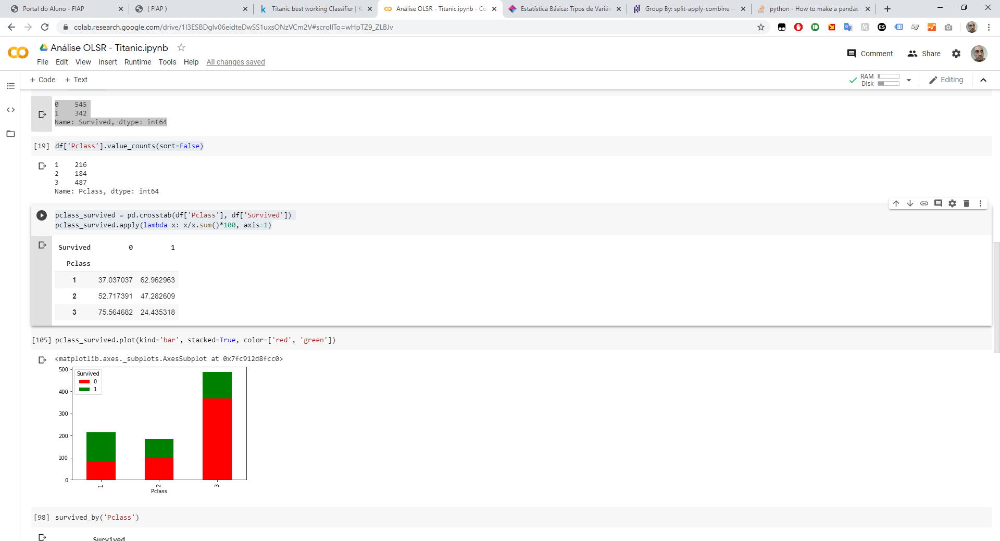 Portal do Aluno - FIAP
( FIAP )
Titanic best working Classifier | K
Análise OLSR - Titanic.ipynb - Co
Estatística Básica: Tipos de Variáv
Group By: split-apply-combine —
python - How to make a pandas
colab.research.google.com/drive/1I3ESBDgIv06eidteDwSS1uxsONzVCm2V#scrollTo=wHpTZ9_ZLBJv
Análise OLSR - Titanic.ipynb
Comment
Share
File Edit View Insert Runtime Tools Help All changes saved
+ Code + Text
RAM
Disk
Editing
0 545
1 342
Name: Survived, dtype: int64
[19] df['Pclass'].value_counts(sort=False)
1 216
2 184
3 487
Name: Pclass, dtype: int64
pclass_survived = pd.crosstab(df['Pclass'], df['Survived'])
pclass_survived.apply(lambda x: x/x.sum()*100, axis=1)
Survived 0 1
Pclass
1 37.037037 62.962963
2 52.717391 47.282609
3 75.564682 24.435318
[105] pclass_survived.plot(kind='bar', stacked=True, color=['red', 'green'])
<matplotlib.axes._subplots.AxesSubplot at 0x7fc912d8fcc0>
500
400
300
200
100
0
Survived
0
1
1
2
3
Pclass
[98] survived_by('Pclass')
Survived